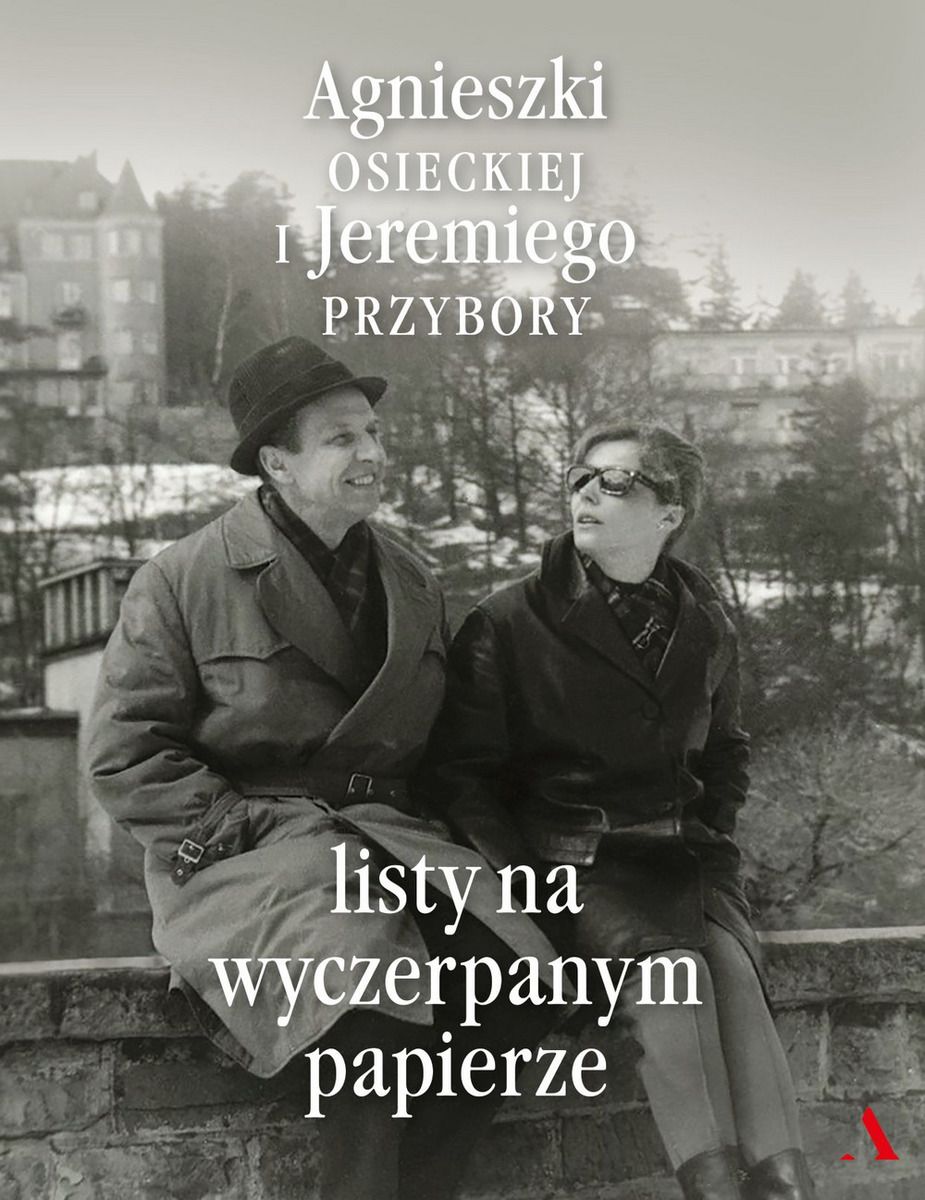 Agnieszki
OSIECKIEJ
I Jeremiego
PRZYBORY
listy na
wyczerpanym
papierze